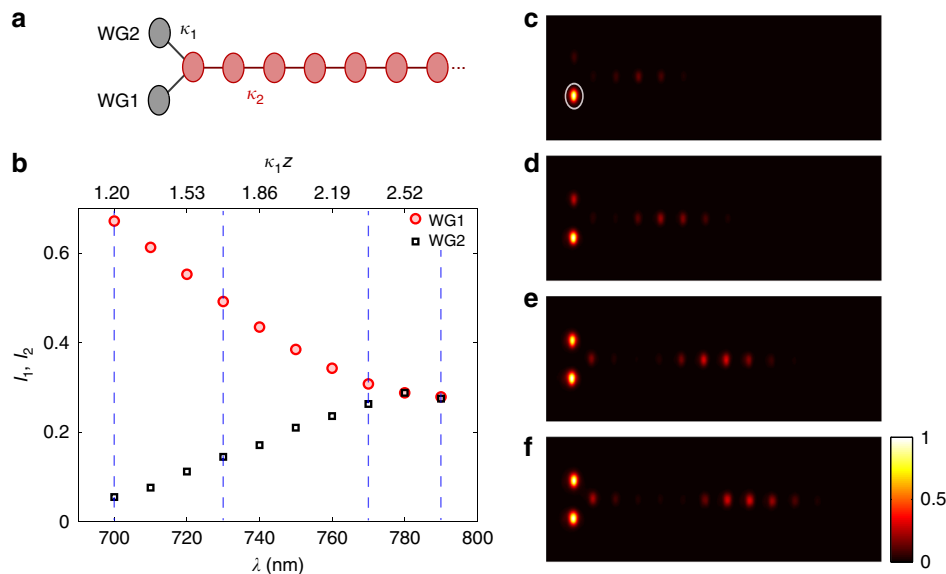 a
WG2
κ1
WG1
κ2
...
b
κ1z
1.20 1.53 1.86 2.19 2.52
WG1
WG2
0.6
0.4
0.2
0
I1, I2
700 720 740 760 780 800
λ (nm)
c
d
e
f
1
0.5
0